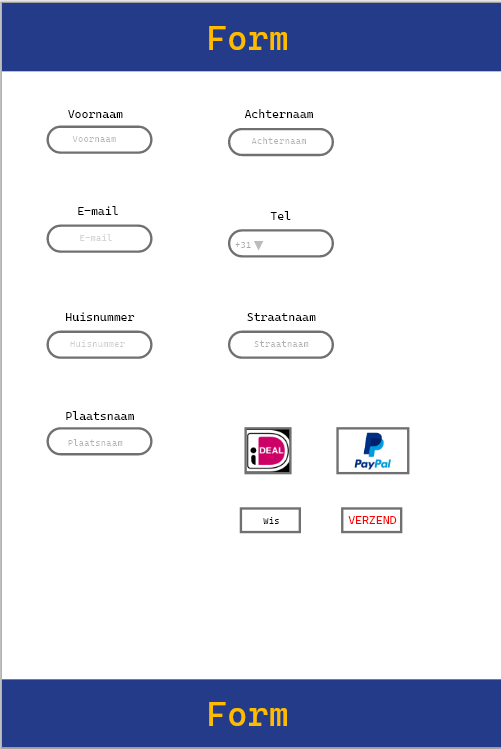 Form
Voornaam
Achternaam
Voornaam
Achternaam
E-mail
Tel
E-mail
+31
Huisnummer
Straatnaam
Huisnummer
Straatnaam
Plaatsnaam
Plaatsnaam
iDEAL
PayPal
Wis
VERZEND
Form